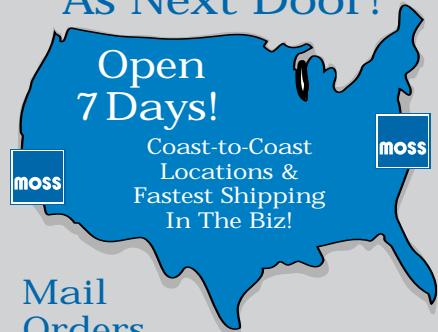 As Next Door!
Open
7 Days!
Coast-to-Coast
Locations &
Fastest Shipping
In The Biz!
moss
moss
Mail
Orders